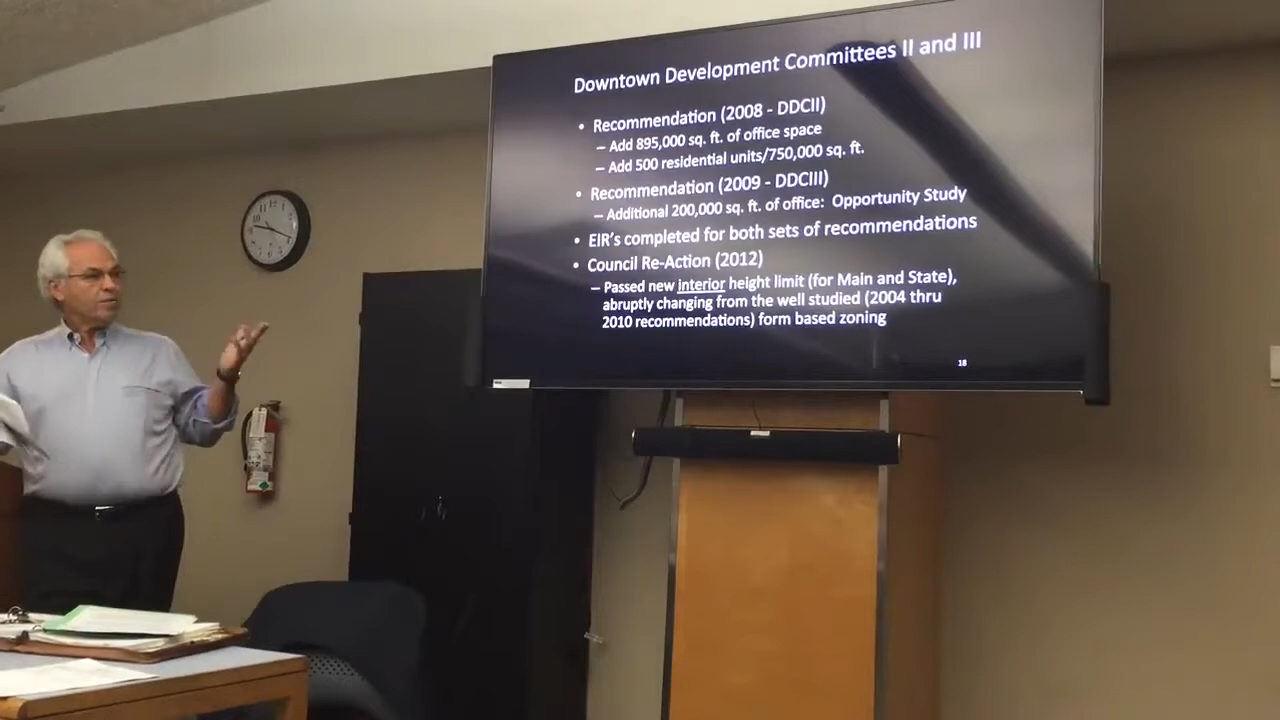 Downtown Development Committees II and III
• Recommendation (2008 - DDCII)
– Add 895,000 sq. ft. of office space
– Add 500 residential units/750,000 sq. ft.
• Recommendation (2009 - DDCIII)
– Additional 200,000 sq. ft. of office: Opportunity Study
• EIR's completed for both sets of recommendations
• Council Re-Action (2012)
– Passed new interior height limit (for Main and State),
abruptly changing from the well studied (2004 thru
2010 recommendations) form based zoning
18